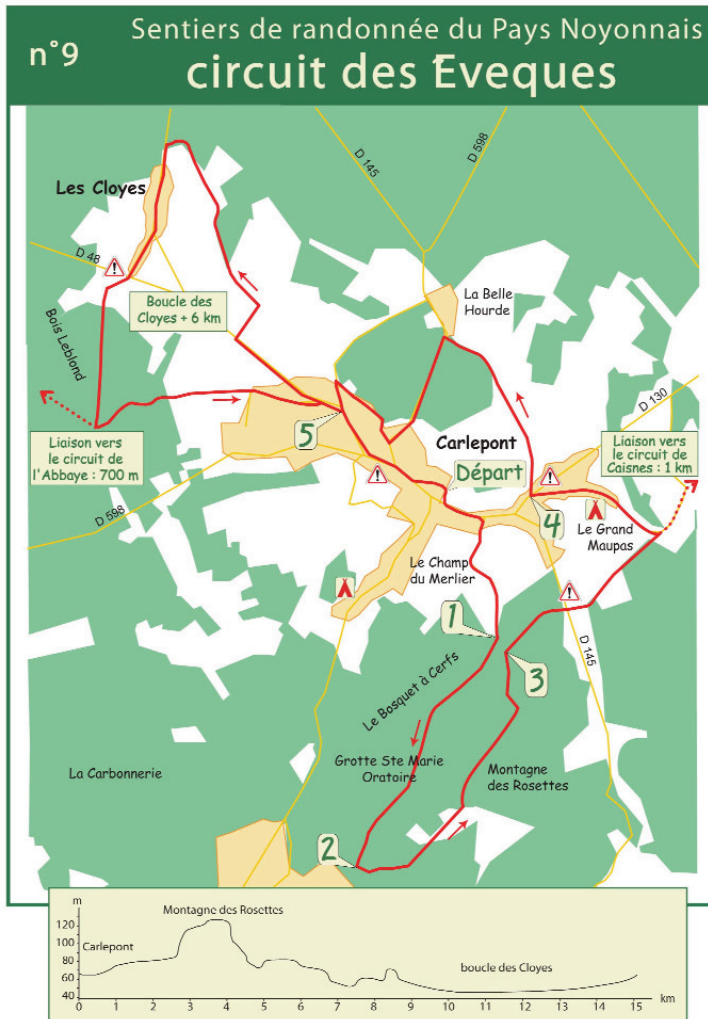 n°9
Sentiers de randonnée du Pays Noyonnais
circuit des Eveques
D 145
D 598
Les Cloyes
D 48
La Belle
Hourde
Boucle des
Cloyes + 6 km
Bois Leblond
D 130
Liaison vers
le circuit de
l'Abbaye : 700 m
5
Carlepont
Départ
Liaison vers
le circuit de
Caisnes : 1 km
D 598
4
Le Grand
Maupas
Le Champ
du Merlier
1
3
D 145
Le Bosquet à Cerfs
Grotte Ste Marie
Oratoire
Montagne
des Rosettes
La Carbonnerie
2
m
Montagne des Rosettes
120
100
Carlepont
80
60
boucle des Cloyes
40
0 1 2 3 4 5 6 7 8 9 10 11 12 13 14 15 km